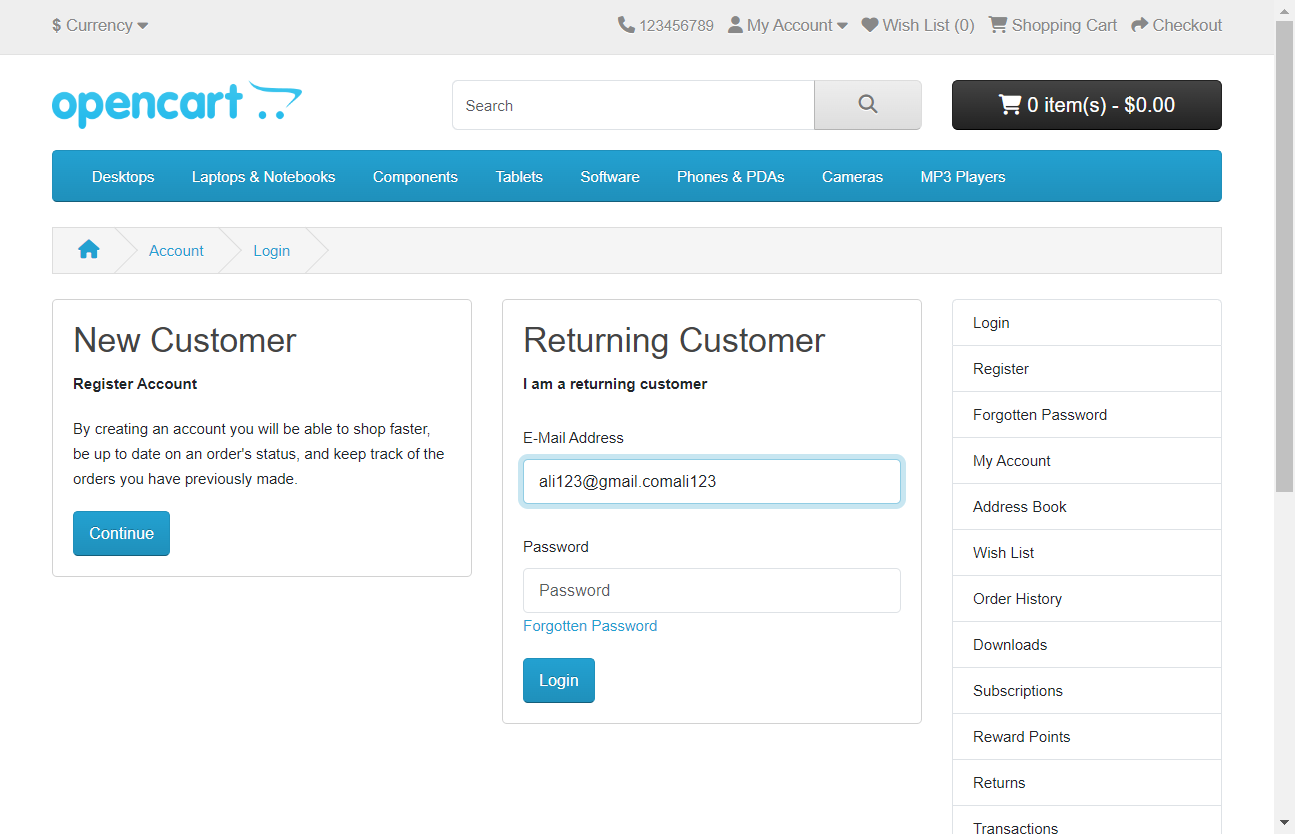 $ Currency
123456789 My Account Wish List (0) Shopping Cart Checkout
opencart
Search
0 item(s) - $0.00
Desktops Laptops & Notebooks Components Tablets Software Phones & PDAs Cameras MP3 Players
Account Login
New Customer
Register Account
By creating an account you will be able to shop faster,
be up to date on an order's status, and keep track of the
orders you have previously made.
Continue
Returning Customer
I am a returning customer
E-Mail Address
ali123@gmail.comali123
Password
Password
Forgotten Password
Login
Login
Register
Forgotten Password
My Account
Address Book
Wish List
Order History
Downloads
Subscriptions
Reward Points
Returns
Transactions